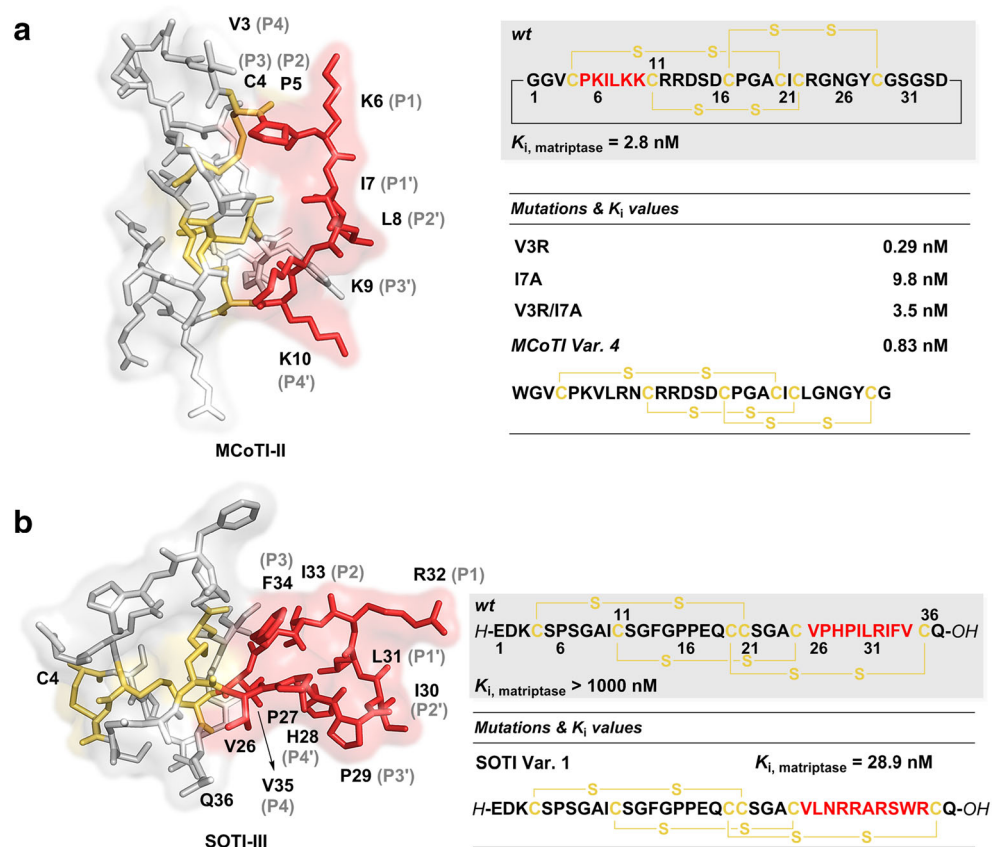 a
V3 (P4)
(P3) (P2)
C4 P5
K6 (P1)
I7 (P1')
L8 (P2')
K9 (P3')
K10
(P4')
MCoTI-II
wt
S S
S S
11
GGVCPKILKKCRRDSDCPGACICRGNGYCGSGSD
1 6 16 21 26 31
S S
Ki, matriptase = 2.8 nM
Mutations & Ki values
V3R 0.29 nM
I7A 9.8 nM
V3R/I7A 3.5 nM
MCoTI Var. 4 0.83 nM
S S
WGVCPKVLRNCRRDSDCPGACICLGNGYCG
S S
S S
b
(P3)
F34
I33 (P2)
R32 (P1)
C4
L31
(P1')
I30
(P2')
P27
H28
(P4')
V26
P29 (P3')
V35
(P4)
Q36
SOTI-III
wt
S S
11 36
H-EDKCSPSGAICSGFGPPEQCCSGACVPHPILRIFVCQ-OH
1 6 16 21 26 31
S S
S S
Ki, matriptase > 1000 nM
Mutations & Ki values
SOTI Var. 1 Ki, matriptase = 28.9 nM
S S
H-EDKCSPSGAICSGFGPPEQCCSGACVLNRRARSWRCQ-OH
S S
S S